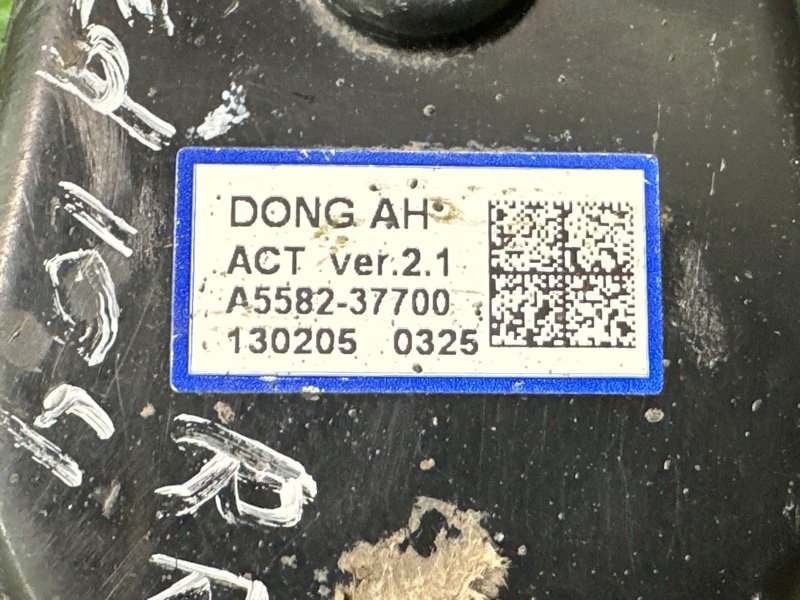 DONG AH
ACT ver.2.1
A5582-37700
130205 0325